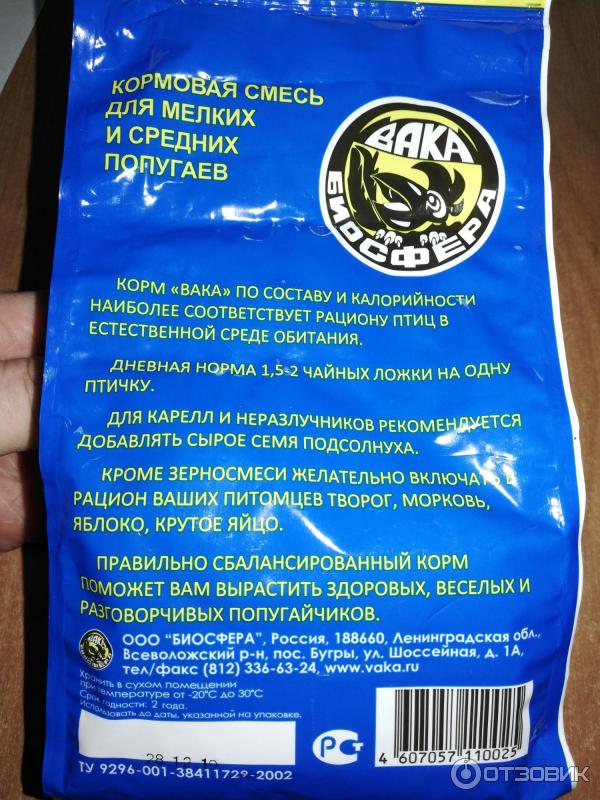 КОРМОВАЯ СМЕСЬ
ДЛЯ МЕЛКИХ
И СРЕДНИХ
ПОПУГАЕВ
ВАКА
БИОСФЕРА
КОРМ «ВАКА» ПО СОСТАВУ И КАЛОРИЙНОСТИ
НАИБОЛЕЕ СООТВЕТСТВУЕТ РАЦИОНУ ПТИЦ В
ЕСТЕСТВЕННОЙ СРЕДЕ ОБИТАНИЯ.
ДНЕВНАЯ НОРМА 1,5-2 ЧАЙНЫХ ЛОЖКИ НА ОДНУ
ПТИЧКУ.
ДЛЯ КАРЕЛЛ И НЕРАЗЛУЧНИКОВ РЕКОМЕНДУЕТСЯ
ДОБАВЛЯТЬ СЫРОЕ СЕМЯ ПОДСОЛНУХА.
КРОМЕ ЗЕРНОСМЕСИ ЖЕЛАТЕЛЬНО ВКЛЮЧАТЬ В
РАЦИОН ВАШИХ ПИТОМЦЕВ ТВОРОГ, МОРКОВЬ,
ЯБЛОКО, КРУТОЕ ЯЙЦО.
ПРАВИЛЬНО СБАЛАНСИРОВАННЫЙ КОРМ
ПОМОЖЕТ ВАМ ВЫРАСТИТЬ ЗДОРОВЫХ, ВЕСЕЛЫХ И
РАЗГОВОРЧИВЫХ ПОПУГАЙЧИКОВ.
ВАКА
БИОСФЕРА
ООО "БИОСФЕРА", Россия, 188660, Ленинградская обл.,
Всеволожский р-н, пос. Бугры, ул. Шоссейная, д. 1А,
тел/факс (812) 336-63-24, www.vaka.ru
Хранить в сухом помещении
при температуре от -20°С до 30°С
Срок годности: 2 года.
Использовать до даты, указанной на упаковке.
28 12 19
РСТ
4 607057 110025
ТУ 9296-001-38411729-2002
ОТЗОВИК